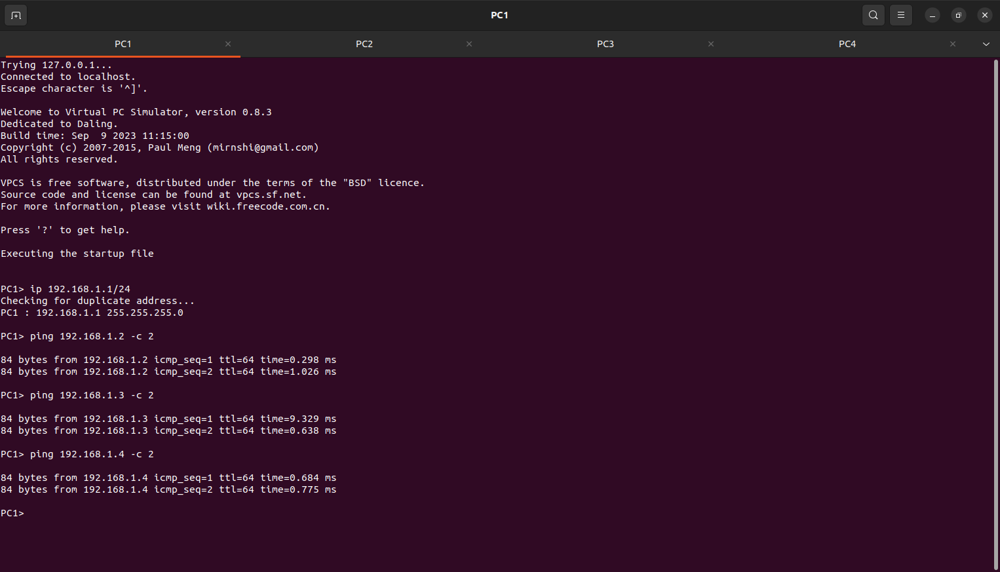 PC1
PC1
PC2
PC3
PC4
Trying 127.0.0.1...
Connected to localhost.
Escape character is '^]'.
Welcome to Virtual PC Simulator, version 0.8.3
Dedicated to Daling.
Build time: Sep  9 2023 11:15:00
Copyright (c) 2007-2015, Paul Meng (mirnshi@gmail.com)
All rights reserved.
VPCS is free software, distributed under the terms of the "BSD" licence.
Source code and license can be found at vpcs.sf.net.
For more information, please visit wiki.freecode.com.cn.
Press '?' to get help.
Executing the startup file
PC1> ip 192.168.1.1/24
Checking for duplicate address...
PC1 : 192.168.1.1 255.255.255.0
PC1> ping 192.168.1.2 -c 2
84 bytes from 192.168.1.2 icmp_seq=1 ttl=64 time=0.298 ms
84 bytes from 192.168.1.2 icmp_seq=2 ttl=64 time=1.026 ms
PC1> ping 192.168.1.3 -c 2
84 bytes from 192.168.1.3 icmp_seq=1 ttl=64 time=9.329 ms
84 bytes from 192.168.1.3 icmp_seq=2 ttl=64 time=0.638 ms
PC1> ping 192.168.1.4 -c 2
84 bytes from 192.168.1.4 icmp_seq=1 ttl=64 time=0.684 ms
84 bytes from 192.168.1.4 icmp_seq=2 ttl=64 time=0.775 ms
PC1>